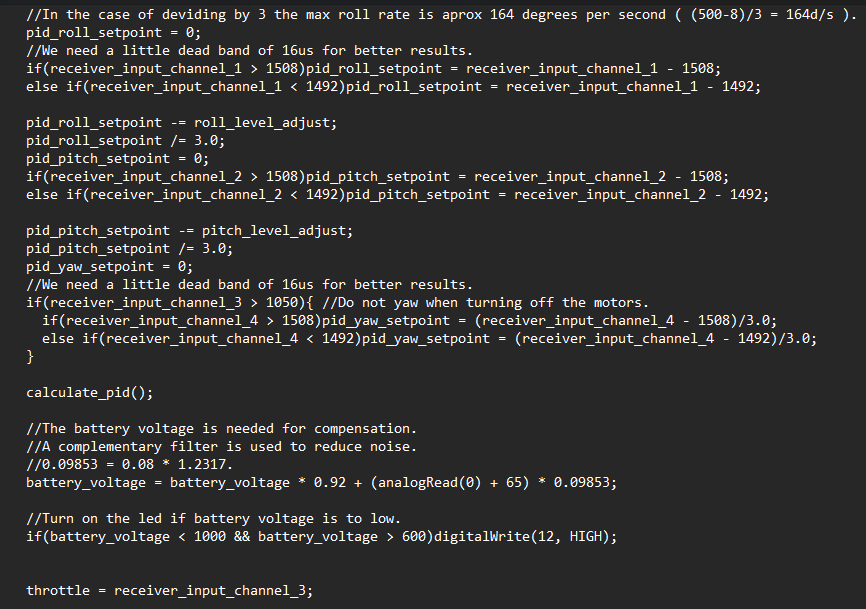 //In the case of deviding by 3 the max roll rate is aprox 164 degrees per second ( (500-8)/3 = 164d/s ).
pid_roll_setpoint = 0;
//We need a little dead band of 16us for better results.
if(receiver_input_channel_1 > 1508)pid_roll_setpoint = receiver_input_channel_1 - 1508;
else if(receiver_input_channel_1 < 1492)pid_roll_setpoint = receiver_input_channel_1 - 1492;

pid_roll_setpoint -= roll_level_adjust;
pid_roll_setpoint /= 3.0;
pid_pitch_setpoint = 0;
if(receiver_input_channel_2 > 1508)pid_pitch_setpoint = receiver_input_channel_2 - 1508;
else if(receiver_input_channel_2 < 1492)pid_pitch_setpoint = receiver_input_channel_2 - 1492;

pid_pitch_setpoint -= pitch_level_adjust;
pid_pitch_setpoint /= 3.0;
pid_yaw_setpoint = 0;
//We need a little dead band of 16us for better results.
if(receiver_input_channel_3 > 1050){ //Do not yaw when turning off the motors.
  if(receiver_input_channel_4 > 1508)pid_yaw_setpoint = (receiver_input_channel_4 - 1508)/3.0;
  else if(receiver_input_channel_4 < 1492)pid_yaw_setpoint = (receiver_input_channel_4 - 1492)/3.0;
}

calculate_pid();

//The battery voltage is needed for compensation.
//A complementary filter is used to reduce noise.
//0.09853 = 0.08 * 1.2317.
battery_voltage = battery_voltage * 0.92 + (analogRead(0) + 65) * 0.09853;

//Turn on the led if battery voltage is to low.
if(battery_voltage < 1000 && battery_voltage > 600)digitalWrite(12, HIGH);

throttle = receiver_input_channel_3;